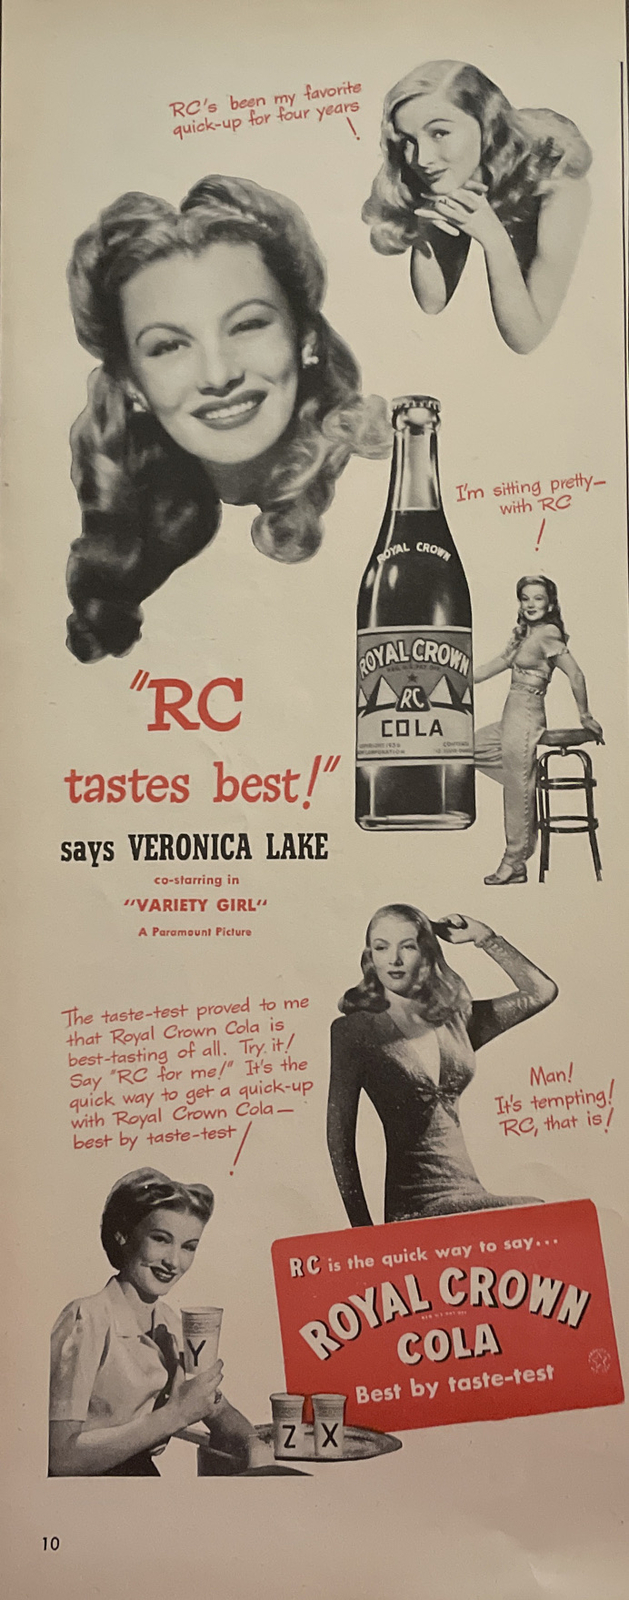 RC's been my favorite
quick-up for four years
!
ROYAL CROWN
I'm sitting pretty—
with RC
!
ROYAL CROWN
REG. U.S. PAT. OFF.
RC
COLA
"RC
tastes best!"
says VERONICA LAKE
co-starring in
"VARIETY GIRL"
A Paramount Picture
The taste-test proved to me
that Royal Crown Cola is
best-tasting of all. Try it!
Say "RC for me!" It's the
quick way to get a quick-up
with Royal Crown Cola—
best by taste-test!
Man!
It's tempting!
RC, that is!
RC is the quick way to say...
ROYAL CROWN
COLA
Best by taste-test
Y
Z X
10